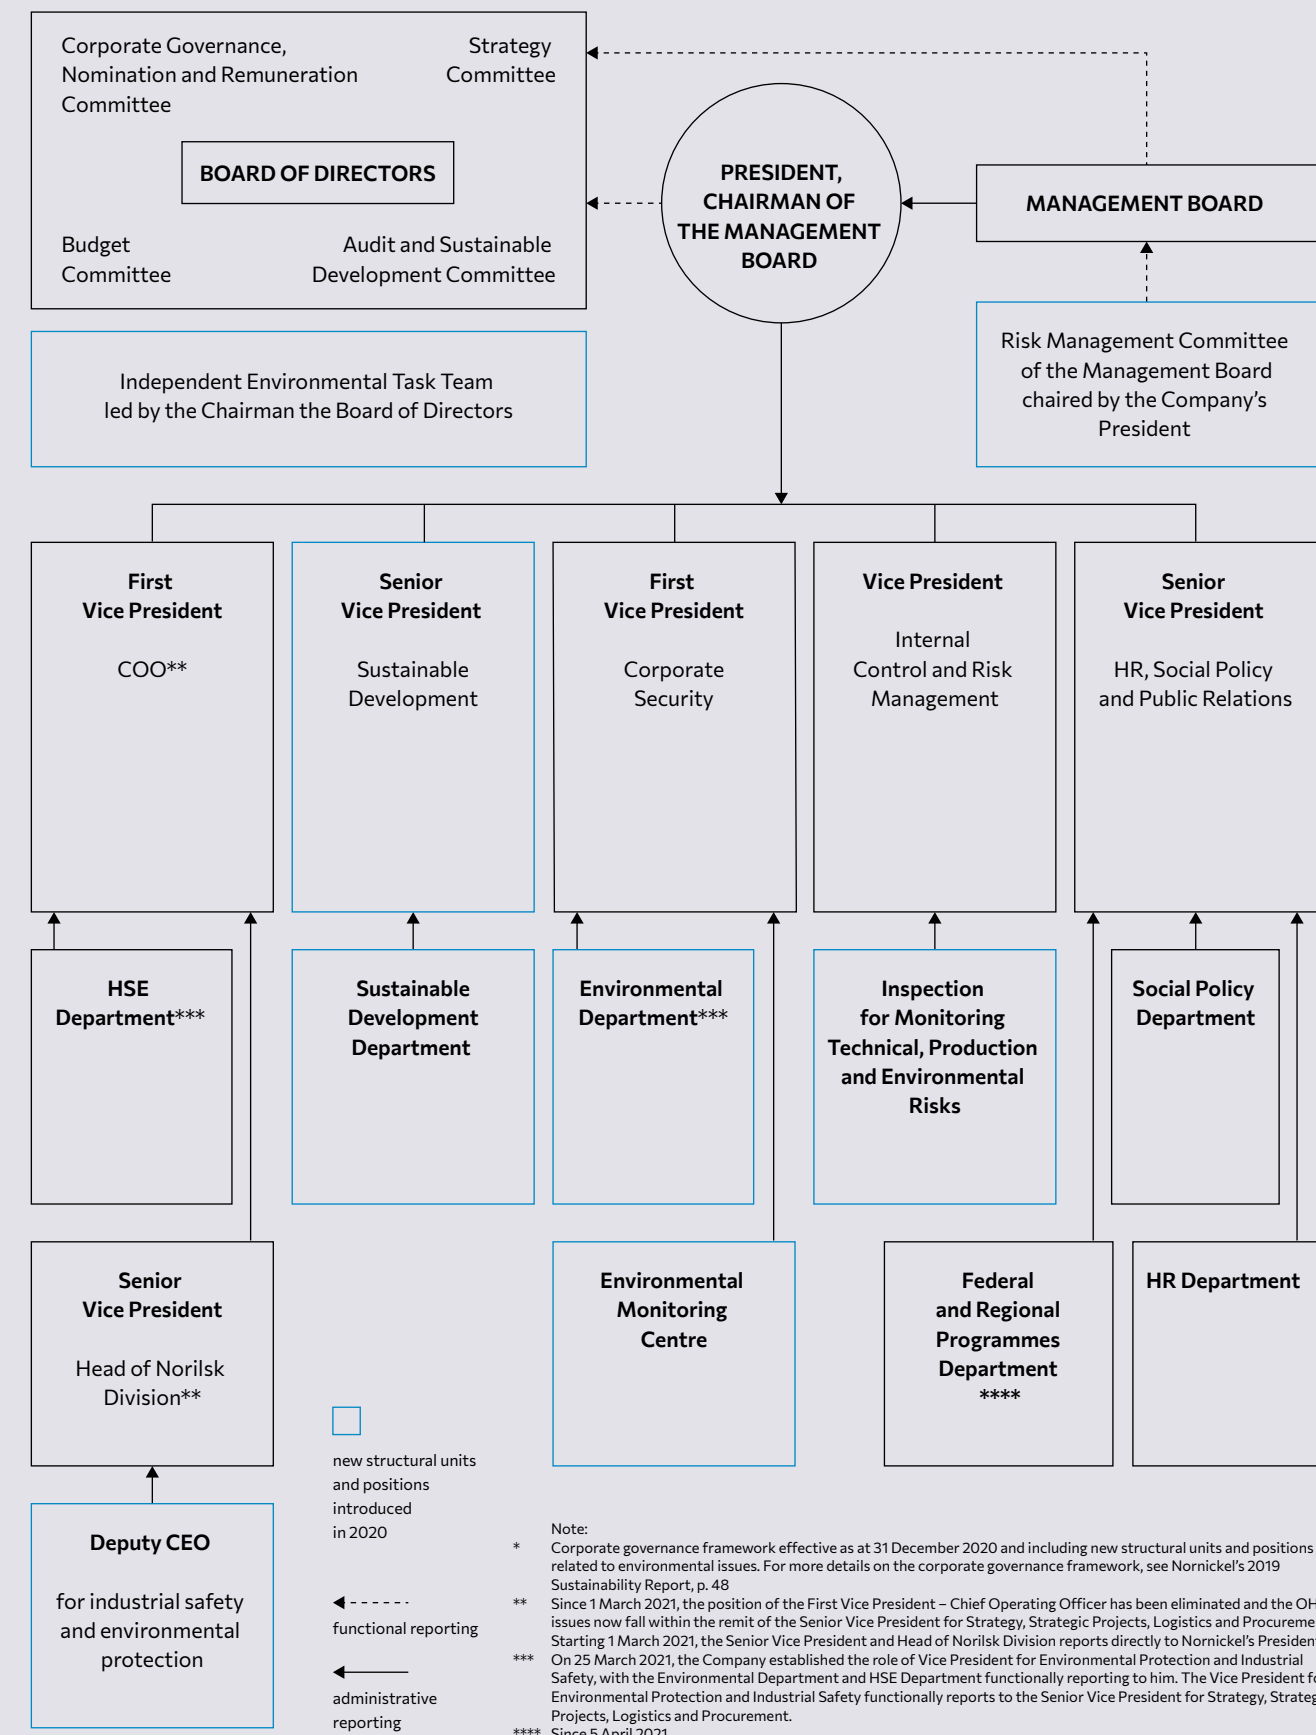 Corporate Governance,
Nomination and Remuneration
Committee
Strategy
Committee
BOARD OF DIRECTORS
Budget
Committee
Audit and Sustainable
Development Committee
PRESIDENT,
CHAIRMAN OF
THE MANAGEMENT
BOARD
MANAGEMENT BOARD
Independent Environmental Task Team
led by the Chairman the Board of Directors
Risk Management Committee
of the Management Board
chaired by the Company's
President
First
Vice President
COO**
Senior
Vice President
Sustainable
Development
First
Vice President
Corporate
Security
Vice President
Internal
Control and Risk
Management
Senior
Vice President
HR, Social Policy
and Public Relations
HSE
Department***
Sustainable
Development
Department
Environmental
Department***
Inspection
for Monitoring
Technical, Production
and Environmental
Risks
Social Policy
Department
Senior
Vice President
Head of Norilsk
Division**
Environmental
Monitoring
Centre
Federal
and Regional
Programmes
Department
****
HR Department
Deputy CEO
for industrial safety
and environmental
protection
new structural units
and positions
introduced
in 2020
functional reporting
administrative
reporting
Note:
* Corporate governance framework effective as at 31 December 2020 and including new structural units and positions
related to environmental issues. For more details on the corporate governance framework, see Nornickel's 2019
Sustainability Report, p. 48
** Since 1 March 2021, the position of the First Vice President – Chief Operating Officer has been eliminated and the
issues now fall within the remit of the Senior Vice President for Strategy, Strategic Projects, Logistics and
Starting 1 March 2021, the Senior Vice President and Head of Norilsk Division reports directly to Nornickel's President
*** On 25 March 2021, the Company established the role of Vice President for Environmental Protection and Industrial
Safety, with the Environmental Department and HSE Department functionally reporting to him. The Vice President
Environmental Protection and Industrial Safety functionally reports to the Senior Vice President for Strategy,
Projects, Logistics and Procurement.
**** Since 5 April 2021